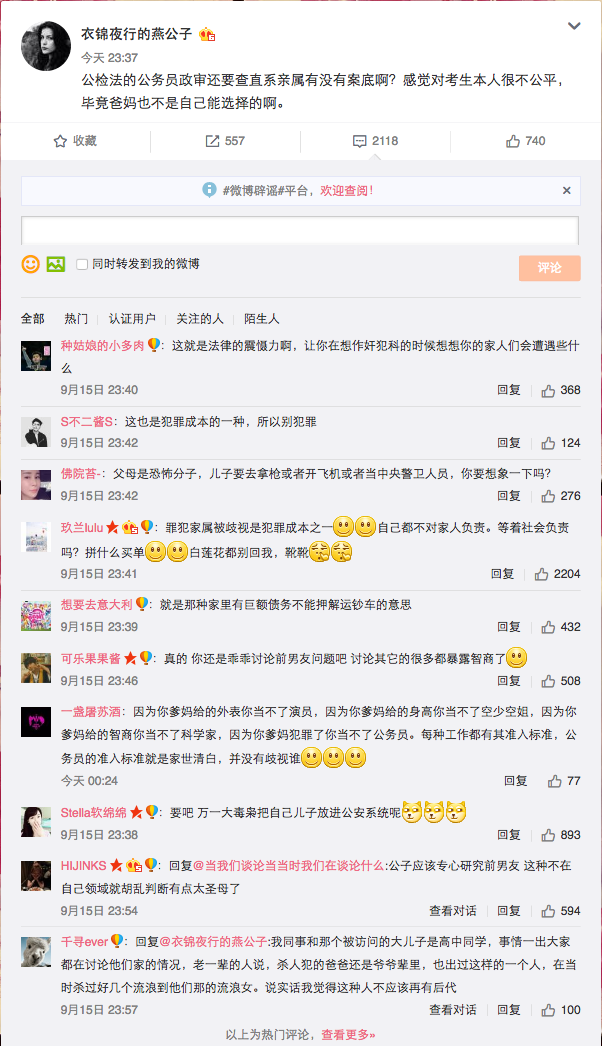 衣锦夜行的燕公子
今天 23:37
公检法的公务员政审还要查直系亲属有没有案底啊？感觉对考生本人很不公平，
毕竟爸妈也不是自己能选择的啊。
收藏 557 2118 740
#微博辟谣#平台，欢迎查阅！ ×
同时转发到我的微博 评论
全部 热门 认证用户 关注的人 陌生人
种姑娘的小多肉：这就是法律的震慑力啊，让你在想作奸犯科的时候想想你的家人们会遭遇些什
么
9月15日 23:40 回复 368
S不二酱S：这也是犯罪成本的一种，所以别犯罪
9月15日 23:42 回复 124
佛院苔-：父母是恐怖分子，儿子要去拿枪或者开飞机或者当中央警卫人员，你要想象一下吗？
9月15日 23:42 回复 276
玖兰lulu：罪犯家属被歧视是犯罪成本之一自己都不对家人负责。等着社会负责
吗？拼什么买单白莲花都别回我，靴靴
9月15日 23:41 回复 2204
想要去意大利：就是那种家里有巨额债务不能押解运钞车的意思
9月15日 23:39 回复 432
可乐果果酱：真的 你还是乖乖讨论前男友问题吧 讨论其它的很多都暴露智商了
9月15日 23:46 回复 508
一盏屠苏酒：因为你爹妈给的外表你当不了演员，因为你爹妈给的身高你当不了空少空姐，因为你
爹妈给的智商你当不了科学家，因为你爹妈犯罪了你当不了公务员。每种工作都有其准入标准，公
务员的准入标准就是家世清白，并没有歧视谁
今天 00:24 回复 77
Stella软绵绵：要吧 万一大毒枭把自己儿子放进公安系统呢
9月15日 23:38 回复 893
HIJINKS：回复@当我们谈论当当时我们在谈论什么:公子应该专心研究前男友 这种不在
自己领域就胡乱判断有点太圣母了
9月15日 23:54 查看对话 回复 594
千寻ever：回复@衣锦夜行的燕公子:我同事和那个被访问的大儿子是高中同学，事情一出大家
都在讨论他们家的情况，老一辈的人说，杀人犯的爸爸还是爷爷辈里，也出过这样的一个人，在当
时杀过好几个流浪到他们那的流浪女。说实话我觉得这种人不应该再有后代
9月15日 23:57 查看对话 回复 100
以上为热门评论，查看更多»